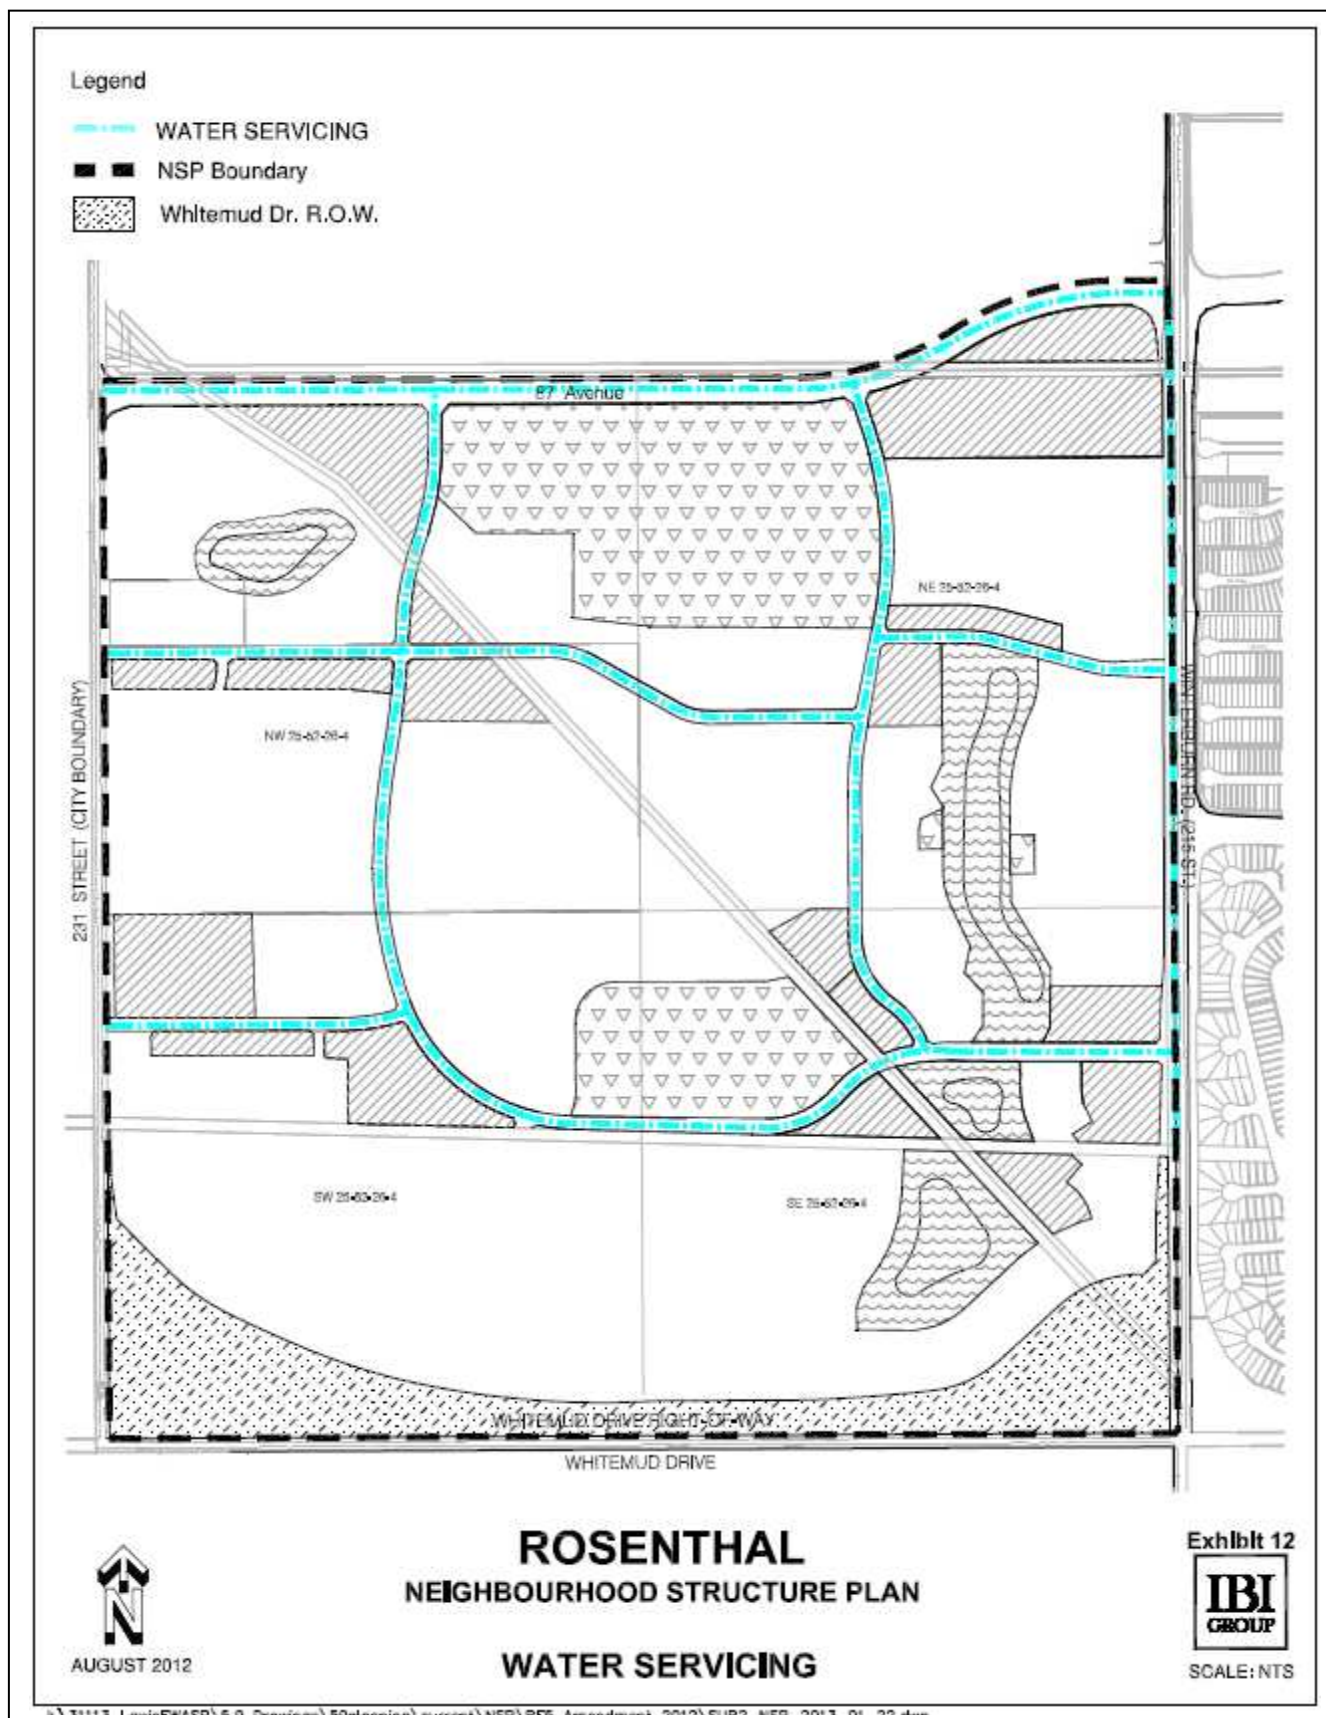 Legend
WATER SERVICING
NSP Boundary
Whitemud Dr. R.O.W.
87 Avenue
NE 25-52-26-4
NW 25-52-26-4
231 STREET (CITY BOUNDARY)
WINTERBURN RD. (215 ST.)
SW 25-52-26-4
SE 25-52-26-4
WHITEMUD DRIVE RIGHT-OF-WAY
WHITEMUD DRIVE
ROSENTHAL
NEIGHBOURHOOD STRUCTURE PLAN
WATER SERVICING
N
AUGUST 2012
Exhibit 12
IBI
GROUP
SCALE: NTS